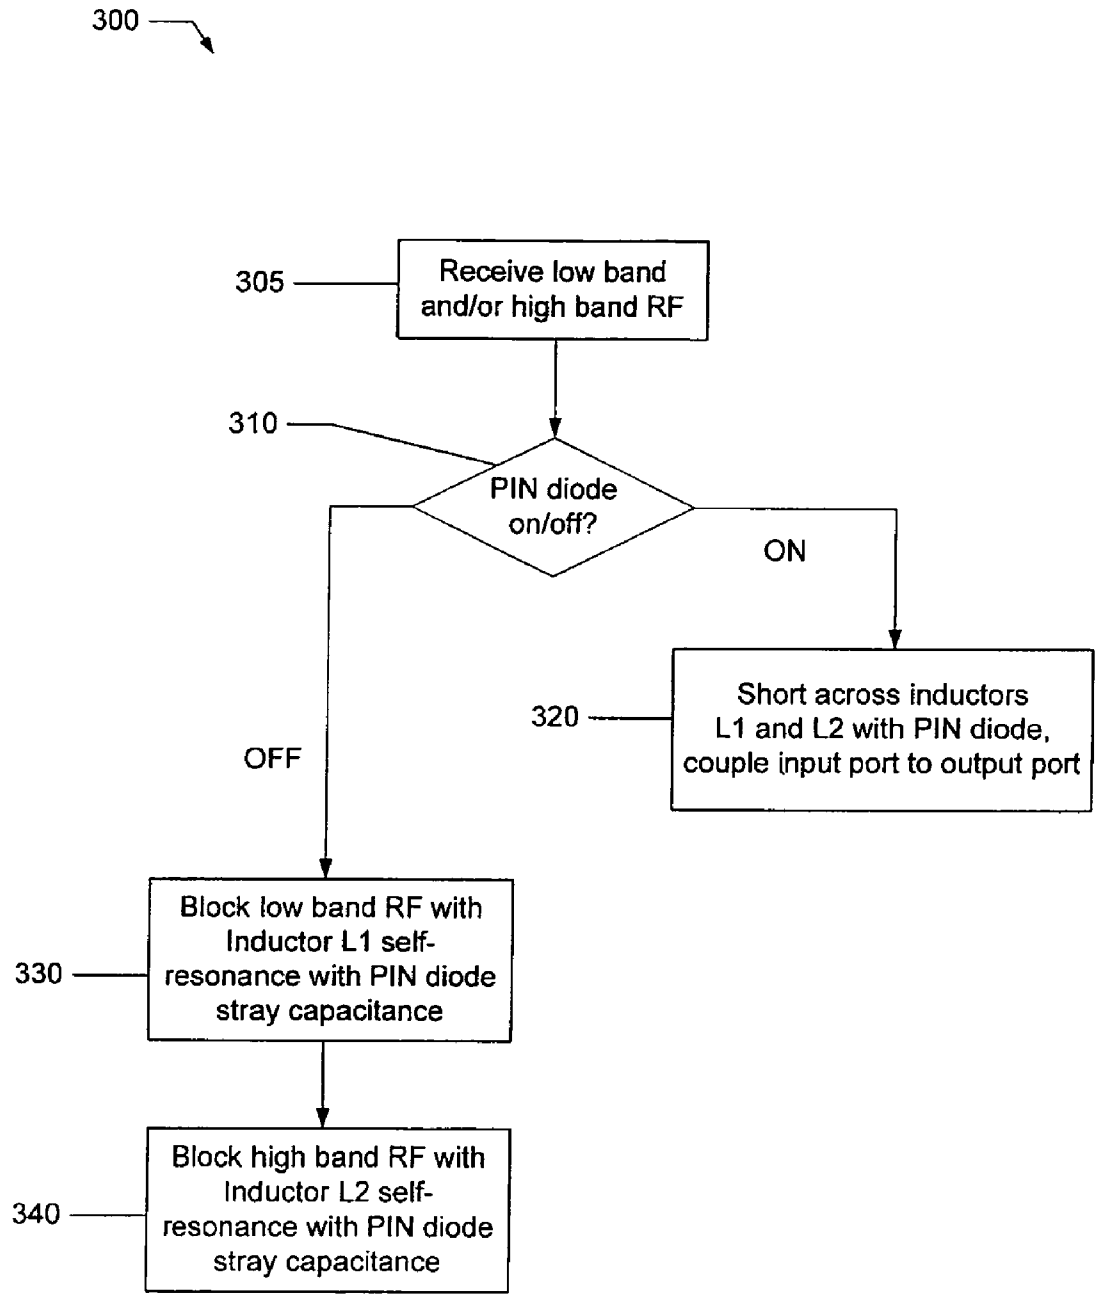 300
305
Receive low band
and/or high band RF
310
PIN diode
on/off?
ON
OFF
320
Short across inductors
L1 and L2 with PIN diode,
couple input port to output port
330
Block low band RF with
Inductor L1 self-
resonance with PIN diode
stray capacitance
340
Block high band RF with
Inductor L2 self-
resonance with PIN diode
stray capacitance